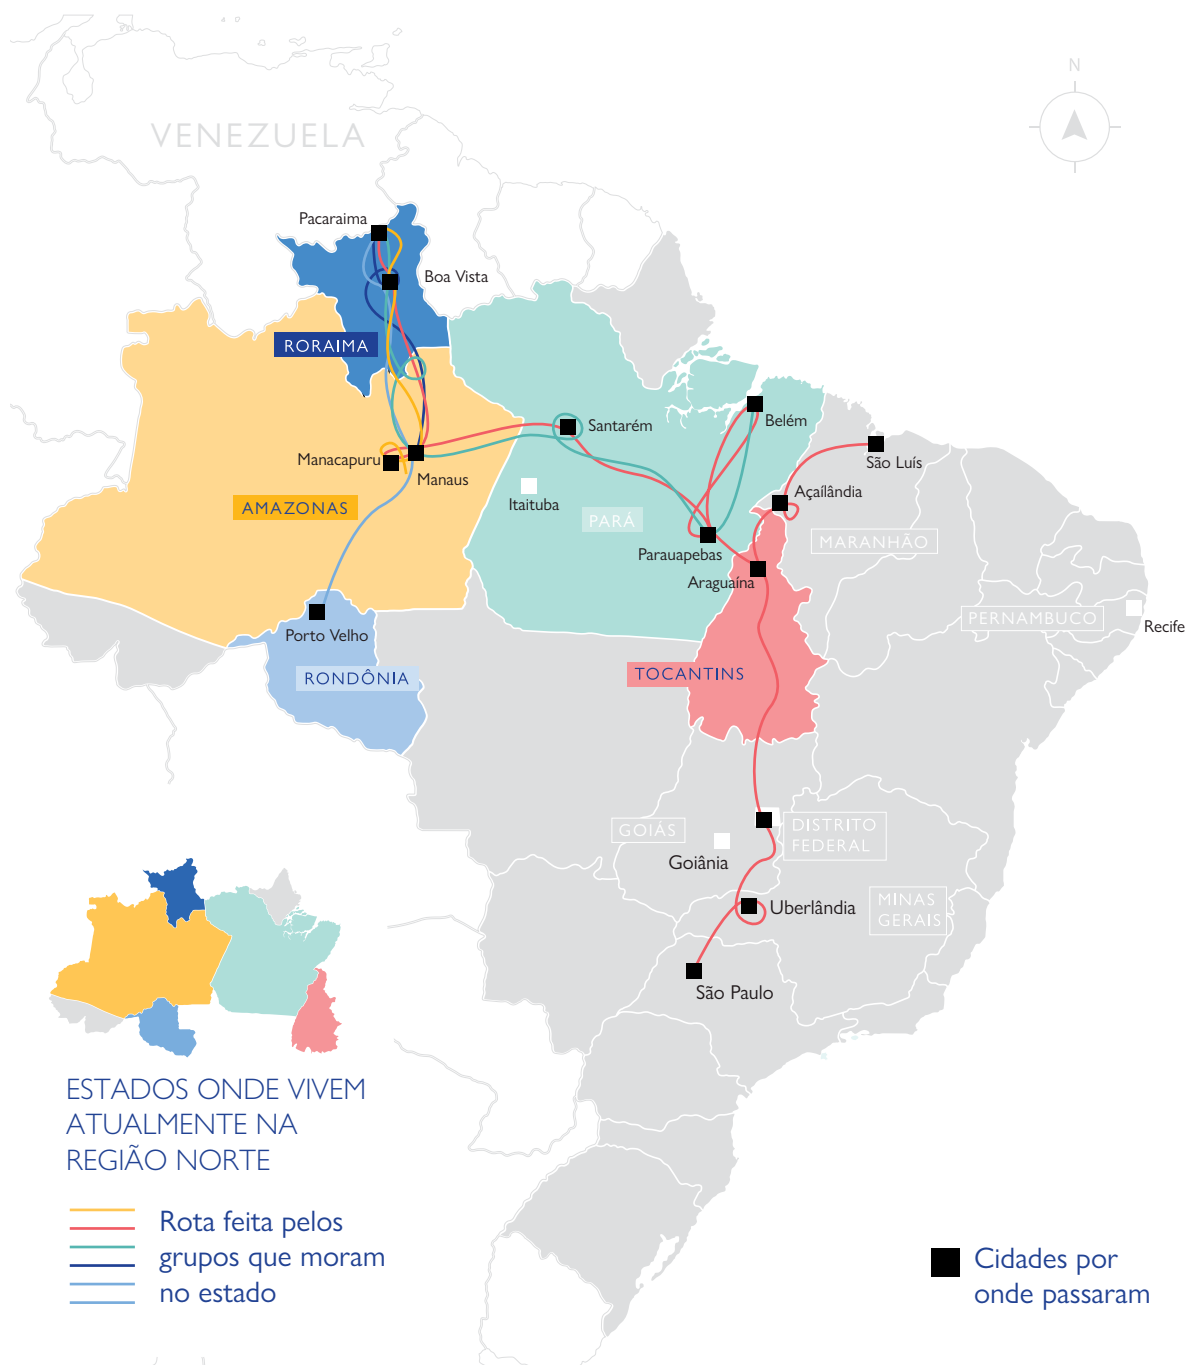 N
VENEZUELA
Pacaraima
Boa Vista
RORAIMA
Santarém
Belém
São Luís
Manacapuru
Manaus
Açaílândia
Itaituba
AMAZONAS
PARÁ
MARANHÃO
Parauapebas
Araguaína
PERNAMBUCO
Recife
Porto Velho
RONDÔNIA
TOCANTINS
GOIÁS
DISTRITO
FEDERAL
Goiânia
Uberlândia
MINAS
GERAIS
São Paulo
ESTADOS ONDE VIVEM
ATUALMENTE NA
REGIÃO NORTE
Rota feita pelos
grupos que moram
no estado
Cidades por
onde passaram